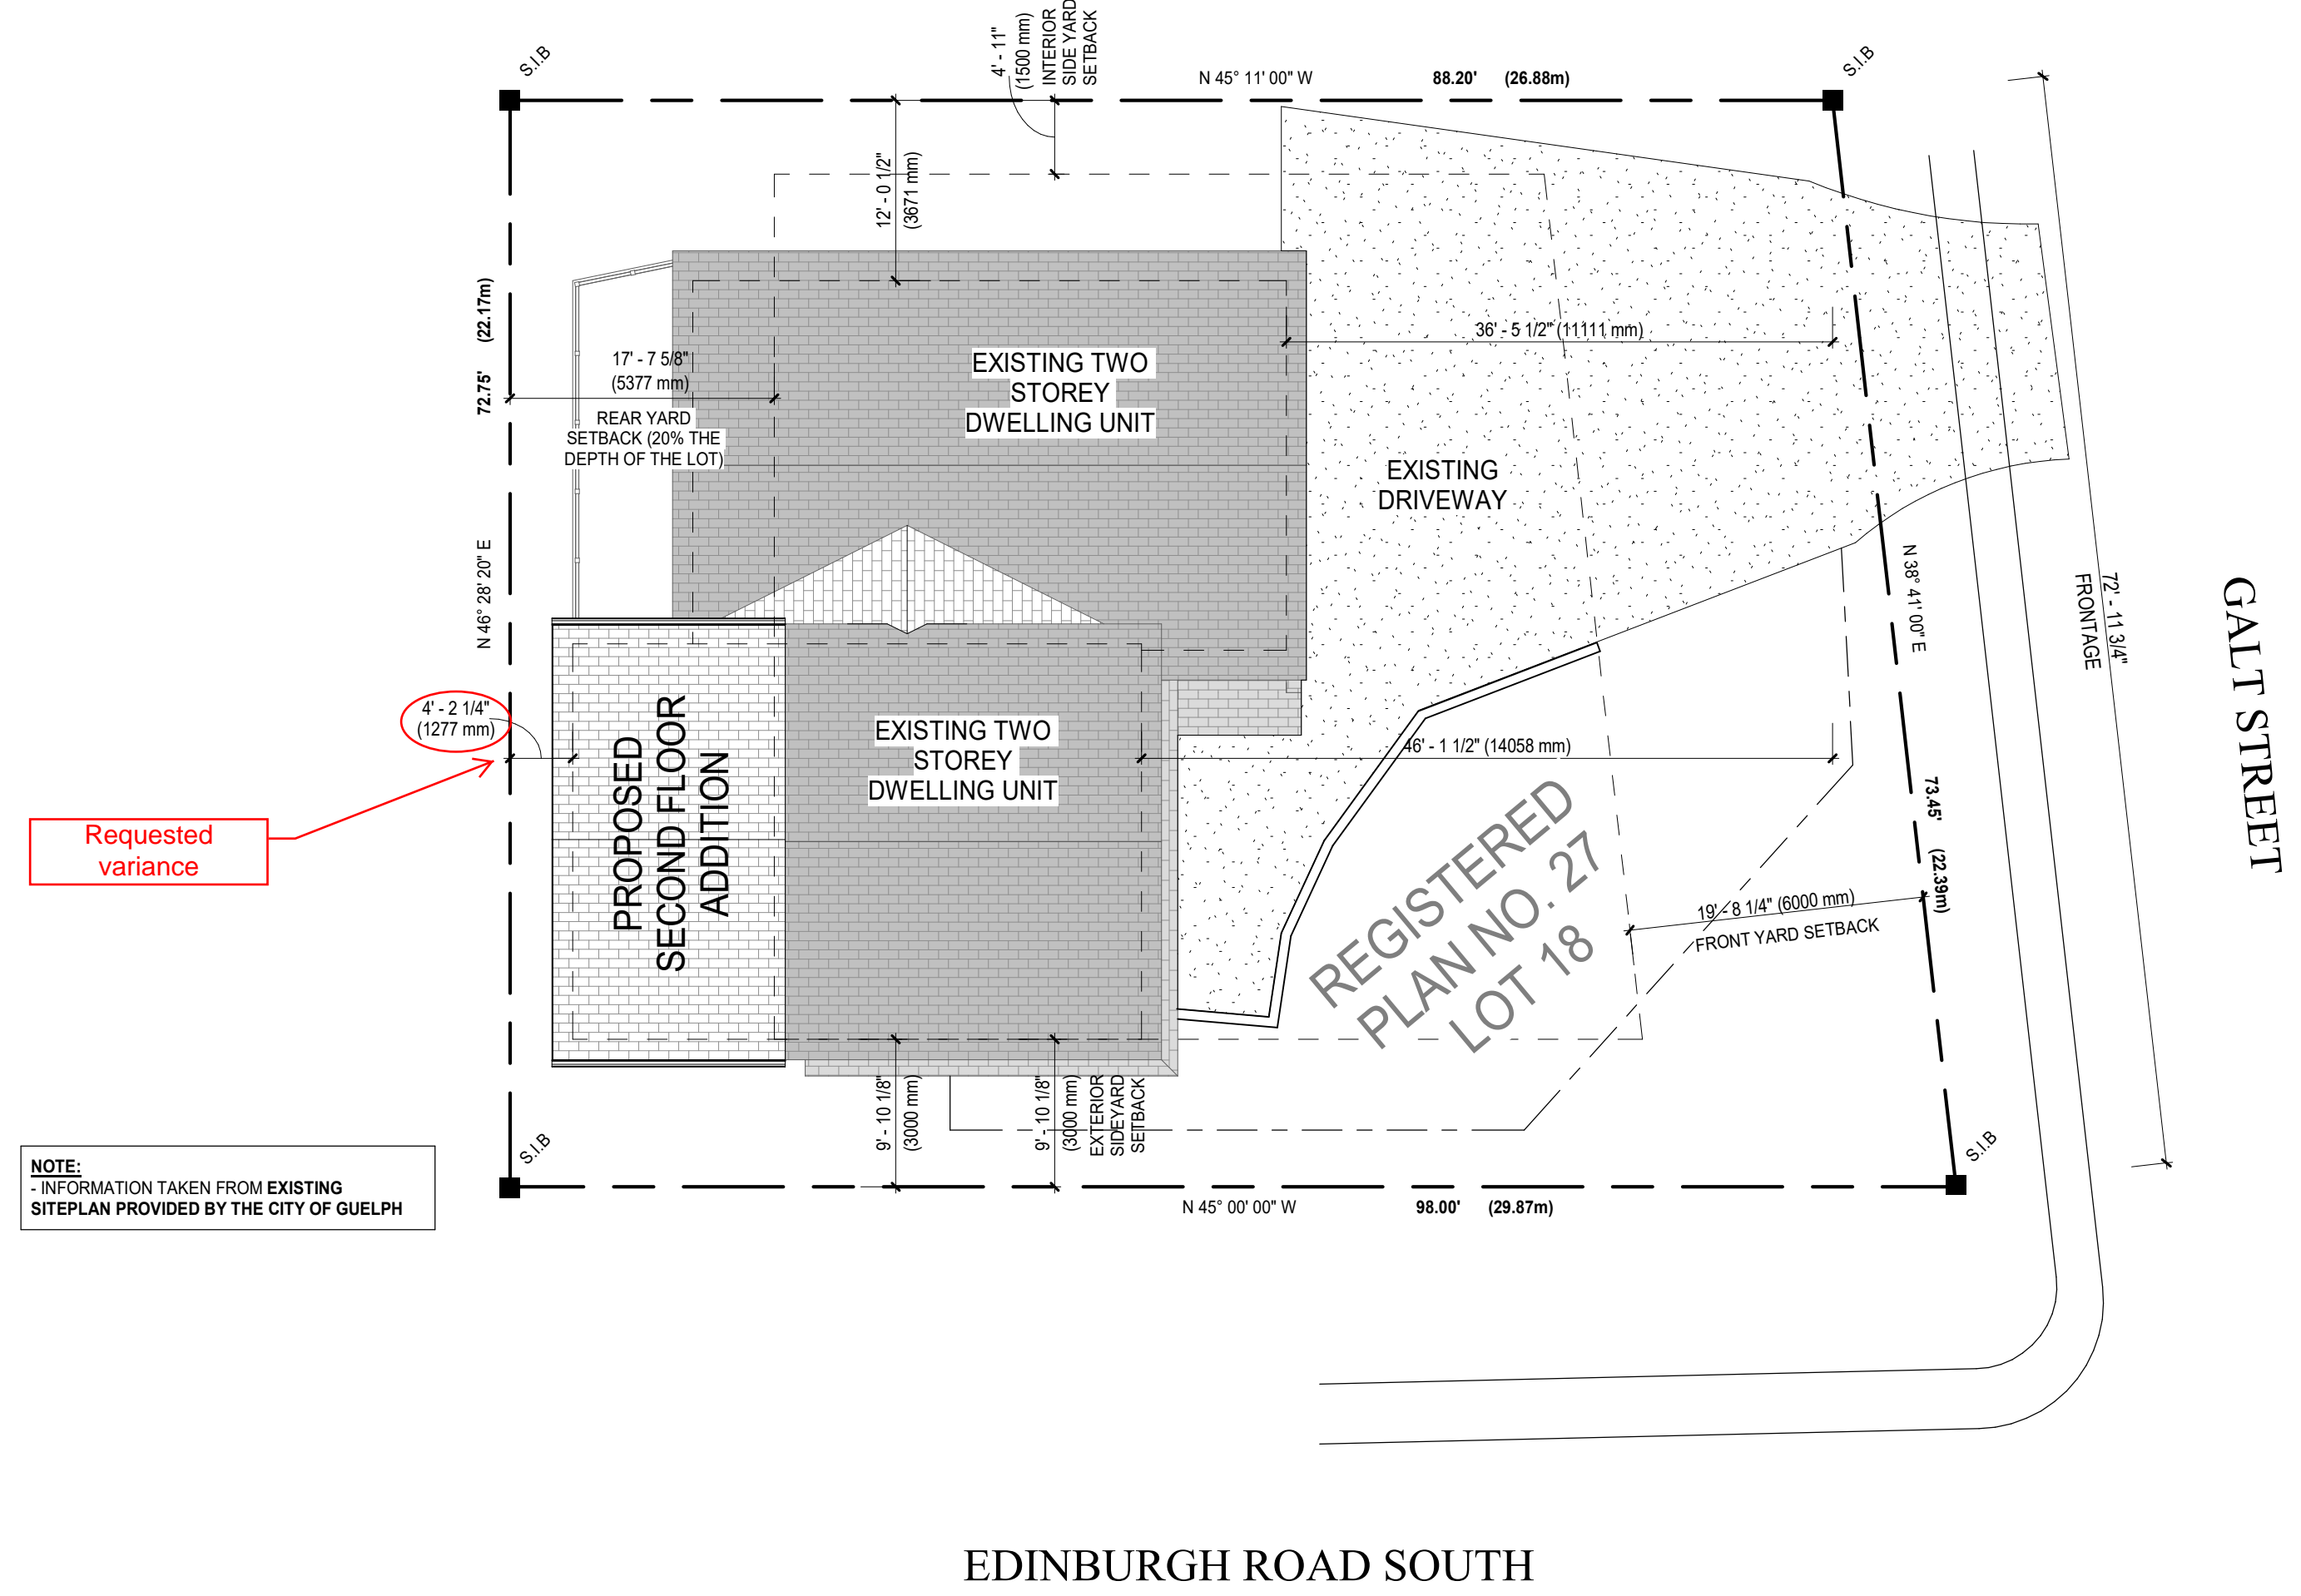 S.I.B
4' - 11"
(1500 mm)
INTERIOR
SIDE YARD
SETBACK
N 45° 11' 00" W 88.20' (26.88m)
S.I.B
12' - 0 1/2"
(3671 mm)
72.75' (22.17m)
N 46° 28' 20" E
17' - 7 5/8"
(5377 mm)
REAR YARD
SETBACK (20% THE
DEPTH OF THE LOT)
EXISTING TWO
STOREY
DWELLING UNIT
36' - 5 1/2" (11111 mm)
EXISTING
DRIVEWAY
N 38° 41' 00" E
72' - 11 3/4"
FRONTAGE
GALT STREET
4' - 2 1/4"
(1277 mm)
Requested
variance
PROPOSED
SECOND FLOOR
ADDITION
EXISTING TWO
STOREY
DWELLING UNIT
46' - 1 1/2" (14058 mm)
73.45' (22.39m)
REGISTERED
PLAN NO. 27
LOT 18
19' - 8 1/4" (6000 mm)
FRONT YARD SETBACK
9' - 10 1/8"
(3000 mm)
9' - 10 1/8"
(3000 mm)
EXTERIOR
SIDEYARD
SETBACK
S.I.B
S.I.B
NOTE:
- INFORMATION TAKEN FROM EXISTING
SITEPLAN PROVIDED BY THE CITY OF GUELPH
N 45° 00' 00" W 98.00' (29.87m)
EDINBURGH ROAD SOUTH